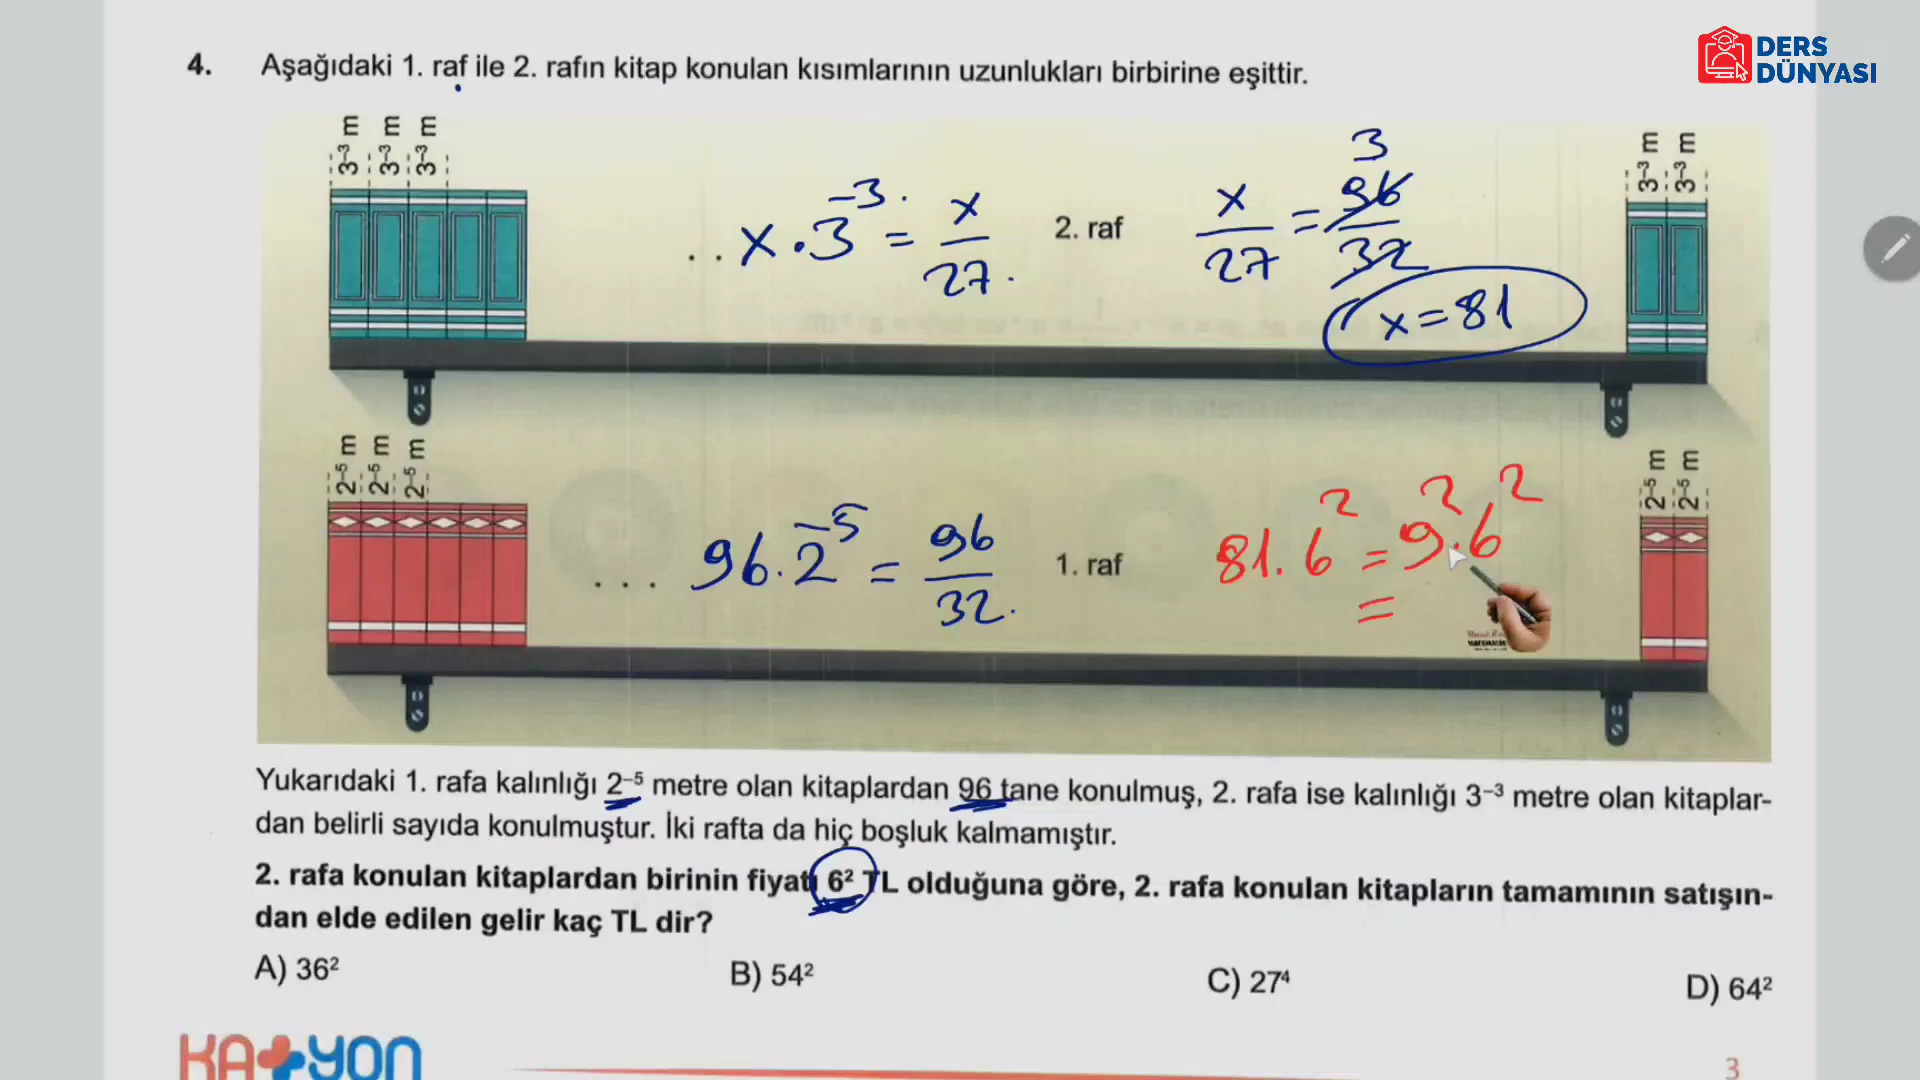 DERS
DÜNYASI
4. Aşağıdaki 1. raf ile 2. rafın kitap konulan kısımlarının uzunlukları birbirine eşittir.
3⁻³ m 3⁻³ m 3⁻³ m
3⁻³ m 3⁻³ m
. . x . 3⁻³ = x/27
2. raf
x/27 = 96/32
3
x = 81
2⁻⁵ m 2⁻⁵ m 2⁻⁵ m
2⁻⁵ m 2⁻⁵ m
. . . 96 . 2⁻⁵ = 96/32
1. raf
81 . 6² = 9² . 6²
=
Yukarıdaki 1. rafa kalınlığı 2⁻⁵ metre olan kitaplardan 96 tane konulmuş, 2. rafa ise kalınlığı 3⁻³ metre olan kitaplar-
dan belirli sayıda konulmuştur. İki rafta da hiç boşluk kalmamıştır.
2. rafa konulan kitaplardan birinin fiyatı 6² TL olduğuna göre, 2. rafa konulan kitapların tamamının satışın-
dan elde edilen gelir kaç TL dir?
A) 36² B) 54² C) 27⁴ D) 64²
KATYON
3